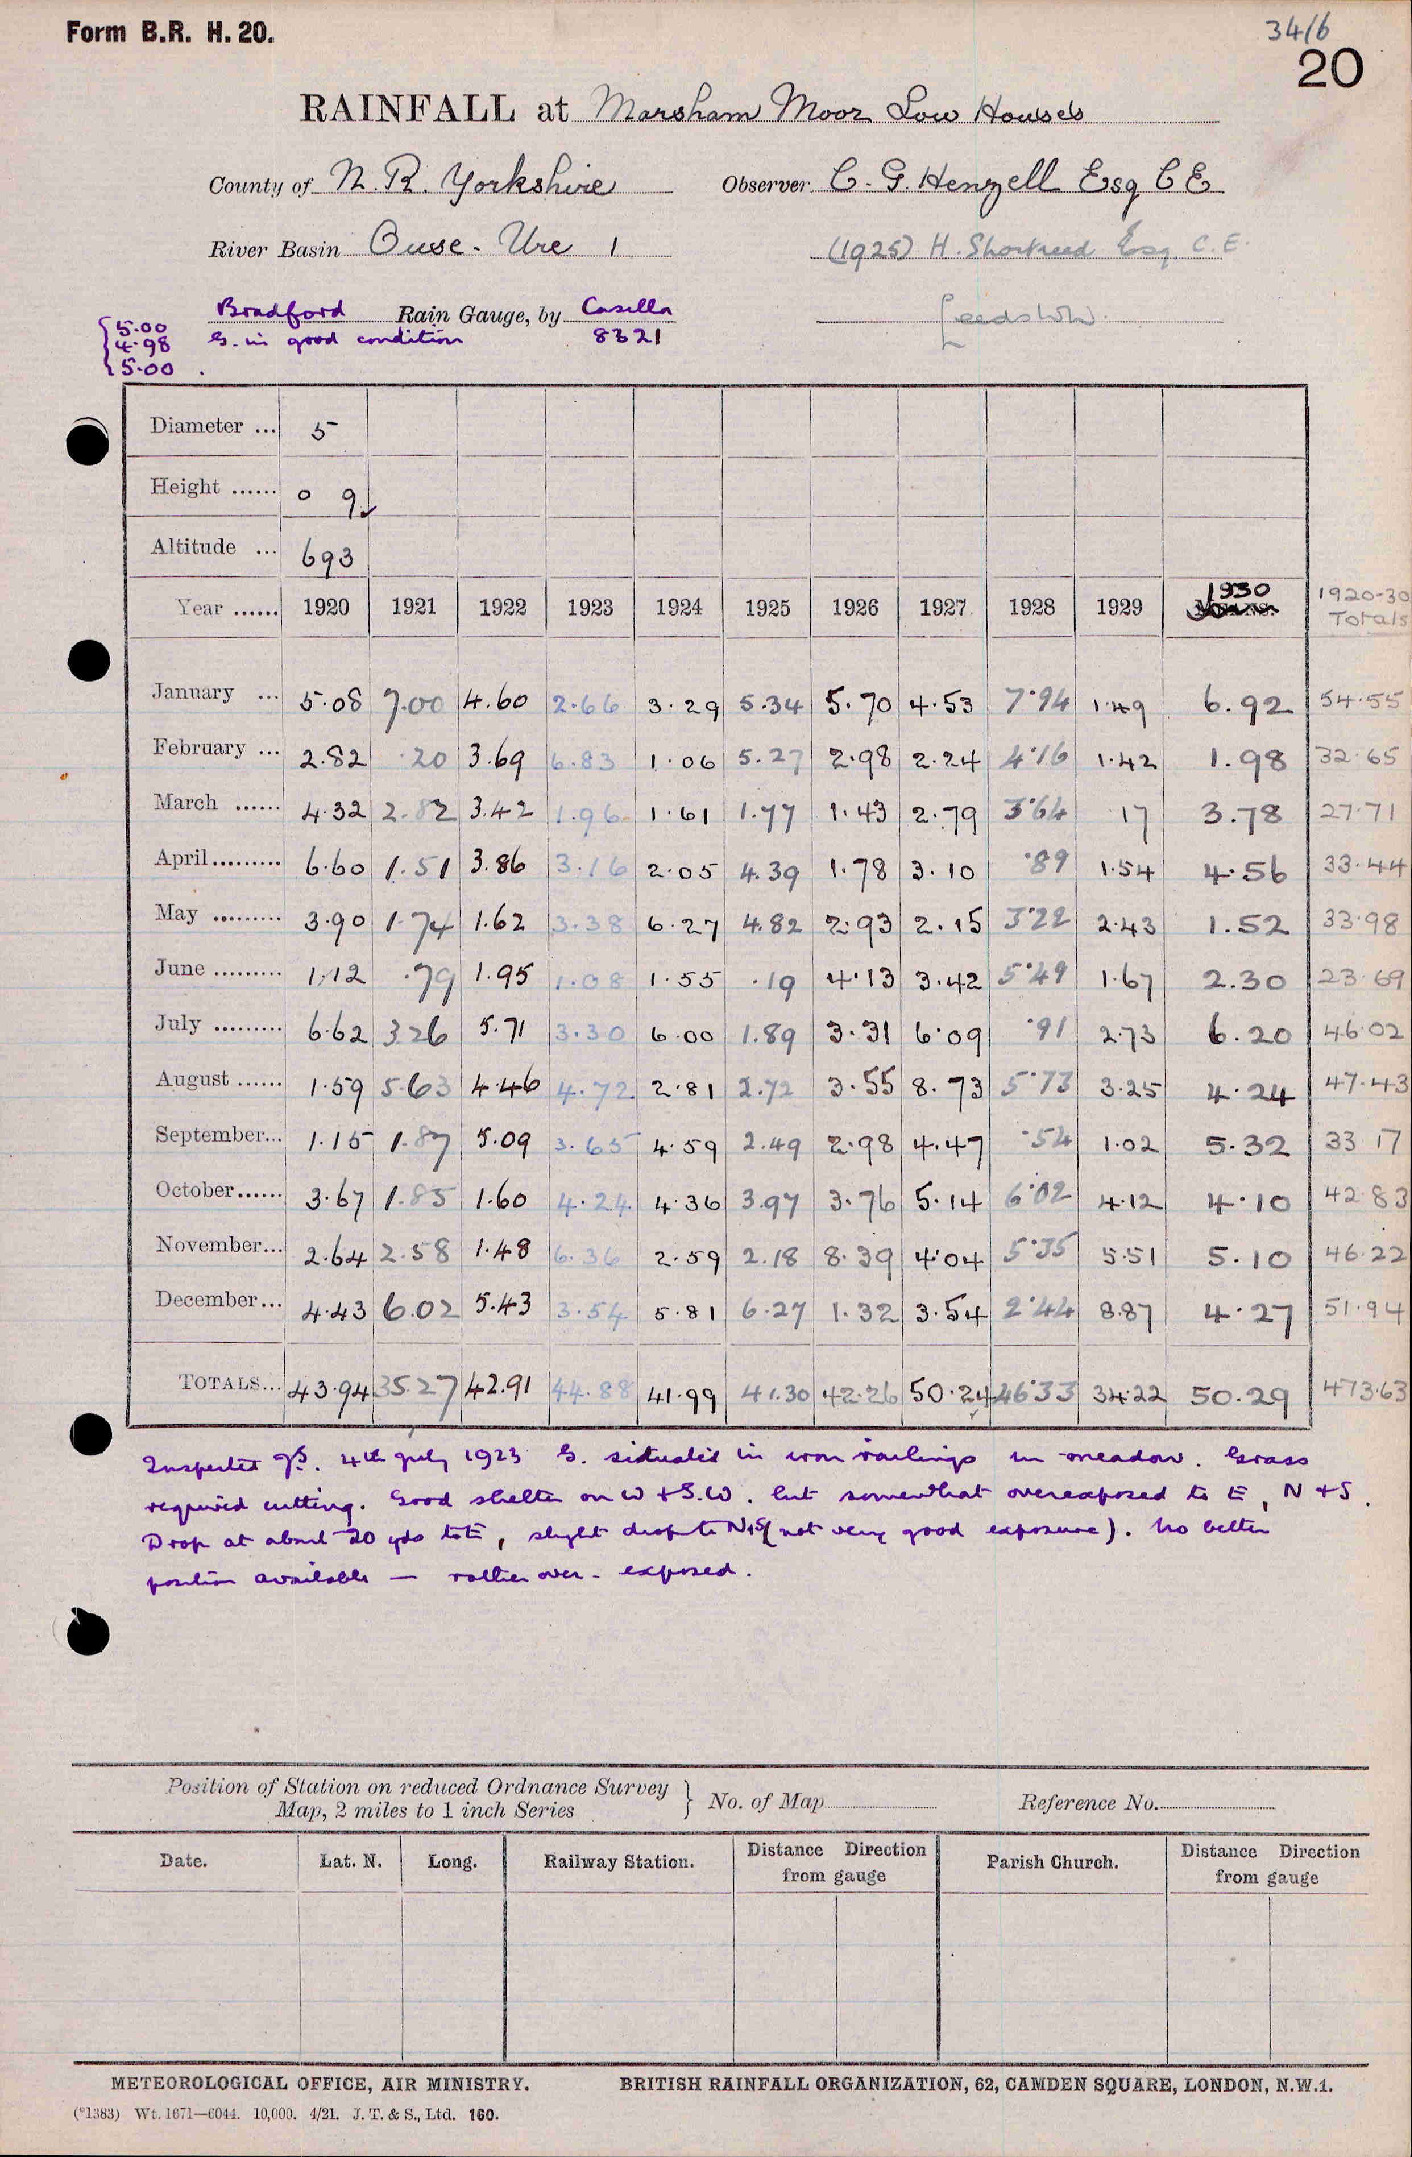 Form B.R. H. 20.
34/6
20
RAINFALL at Marsham Moor Low Houses
County of N. R. Yorkshire Observer C. G. Henzell Esq C E
River Basin Ouse - Ure 1 (1925) H. Shortreed Esq. C. E.
Bradford Rain Gauge, by Casella Leeds WW.
5.00
4.98 G. in good condition 8321
5.00
Diameter ... 5
Height ...... 0 9
Altitude ... 693
Year ...... 1920 1921 1922 1923 1924 1925 1926 1927 1928 1929 1930 1920-30 Totals
January ... 5.08 7.00 4.60 2.66 3.29 5.34 5.70 4.53 7.94 1.49 6.92 54.55
February ... 2.82 .20 3.69 6.83 1.06 5.27 2.98 2.24 4.16 1.42 1.98 32.65
March ...... 4.32 2.82 3.42 1.96 1.61 1.77 1.43 2.79 3.64 17 3.78 27.71
April ......... 6.60 1.51 3.86 3.16 2.05 4.39 1.78 3.10 .89 1.54 4.56 33.44
May ......... 3.90 1.74 1.62 3.38 6.27 4.82 2.93 2.15 3.22 2.43 1.52 33.98
June ......... 1.12 .79 1.95 1.08 1.55 .19 4.13 3.42 5.49 1.67 2.30 23.69
July ......... 6.62 3.26 5.71 3.30 6.00 1.89 3.31 6.09 .91 2.73 6.20 46.02
August ...... 1.59 5.63 4.46 4.72 2.81 2.72 3.55 8.73 5.73 3.25 4.24 47.43
September... 1.15 1.87 5.09 3.65 4.59 2.49 2.98 4.47 .54 1.02 5.32 33 17
October...... 3.67 1.85 1.60 4.24 4.36 3.97 3.76 5.14 6.02 4.12 4.10 42.83
November... 2.64 2.58 1.48 6.36 2.59 2.18 8.39 4.04 5.35 5.51 5.10 46.22
December... 4.43 6.02 5.43 3.54 5.81 6.27 1.32 3.54 2.44 8.87 4.27 51.94
TOTALS... 43.94 35.27 42.91 44.88 41.99 41.30 42.26 50.24 46.33 34.22 50.29 473.63
Inspected 4th July 1923 G. situated in iron railings in meadow. Grass
required cutting. Good shelter on W + S.W. but somewhat overexposed to E, N + S.
Drop at about 20 yds to E, slight drop to N+S (not very good exposure). No better
position available — rather over-exposed.
Position of Station on reduced Ordnance Survey
Map, 2 miles to 1 inch Series } No. of Map Reference No.
Date. Lat. N. Long. Railway Station. Distance Direction from gauge Parish Church. Distance Direction from gauge
METEOROLOGICAL OFFICE, AIR MINISTRY. BRITISH RAINFALL ORGANIZATION, 62, CAMDEN SQUARE, LONDON, N.W.1.
(*1383) Wt. 1671—6044. 10,000. 4/21. J. T. & S., Ltd. 160.